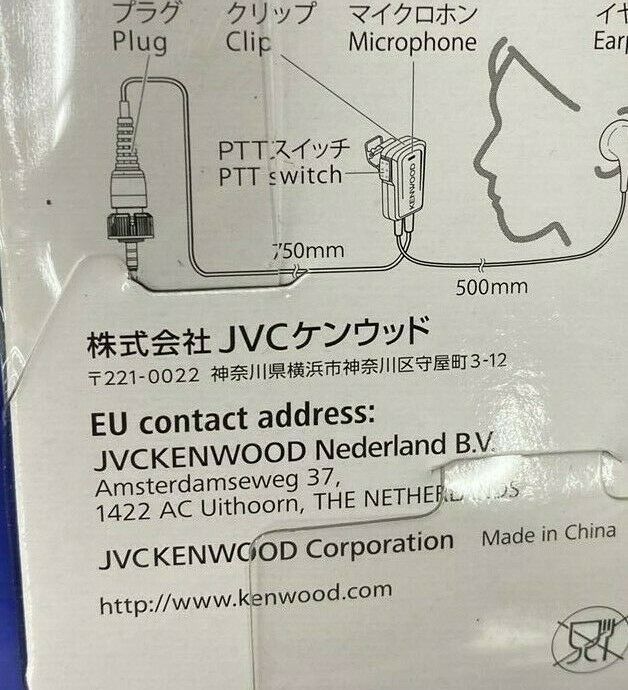 プラグ クリップ マイクロホン
Plug Clip Microphone
PTTスイッチ
PTT switch
KENWOOD
750mm
500mm
株式会社 JVCケンウッド
〒221-0022 神奈川県横浜市神奈川区守屋町3-12
EU contact address:
JVCKENWOOD Nederland B.V.
Amsterdamseweg 37,
1422 AC Uithoorn, THE NETHERLANDS
JVCKENWOOD Corporation Made in China
http://www.kenwood.com